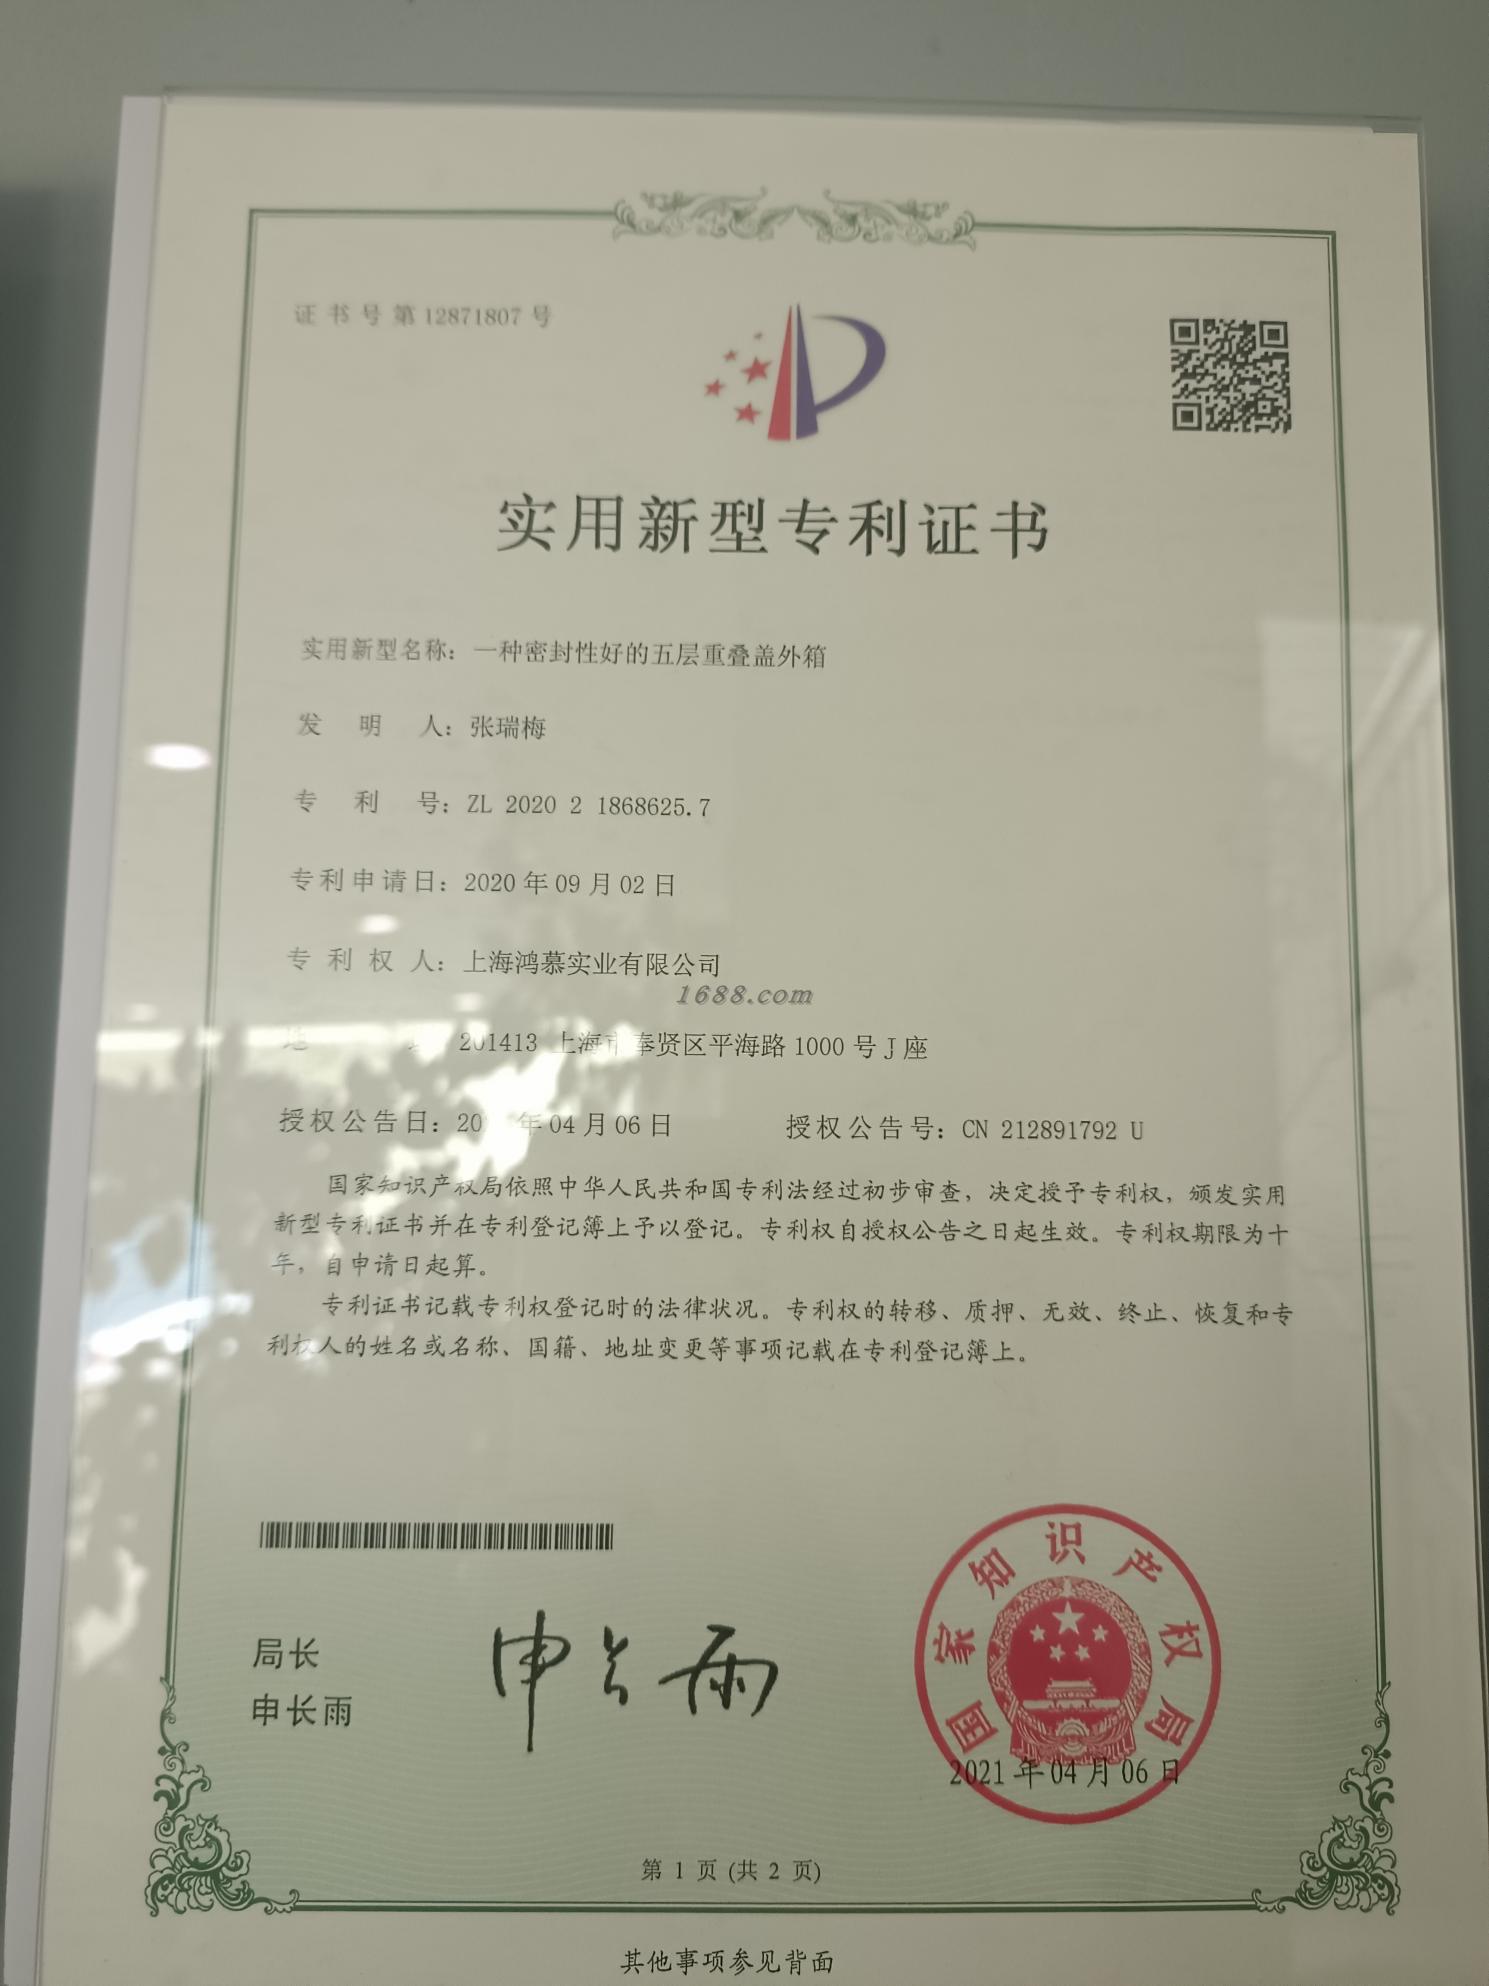 证书号第12871807号
实用新型专利证书
实用新型名称：一种密封性好的五层重叠盖外箱
发明人：张瑞梅
专利号：ZL 2020 2 1868625.7
专利申请日：2020年09月02日
专利权人：上海鸿慕实业有限公司
1688.com
地 201413 上海市奉贤区平海路1000号J座
授权公告日：20 年04月06日 授权公告号：CN 212891792 U
国家知识产权局依照中华人民共和国专利法经过初步审查，决定授予专利权，颁发实用
新型专利证书并在专利登记簿上予以登记。专利权自授权公告之日起生效。专利权期限为十
年，自申请日起算。
专利证书记载专利权登记时的法律状况。专利权的转移、质押、无效、终止、恢复和专
利权人的姓名或名称、国籍、地址变更等事项记载在专利登记簿上。
局长
申长雨
申长雨
国家知识产权局
2021年04月06日
第 1 页 (共 2 页)
其他事项参见背面